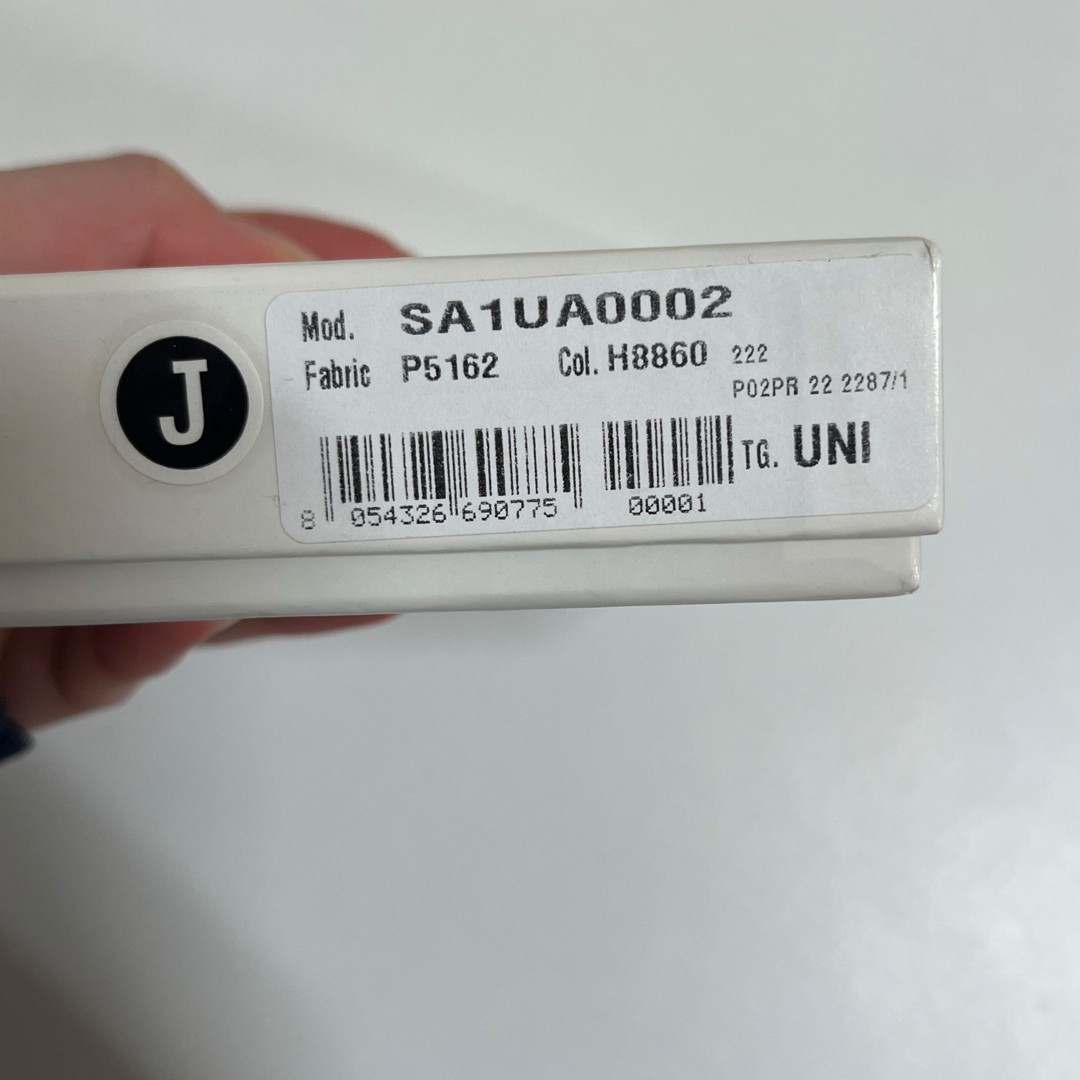 J
Mod. SA1UA0002
Fabric P5162 Col. H8860 222
P02PR 22 2287/1
TG. UNI
8 054326 690775 00001